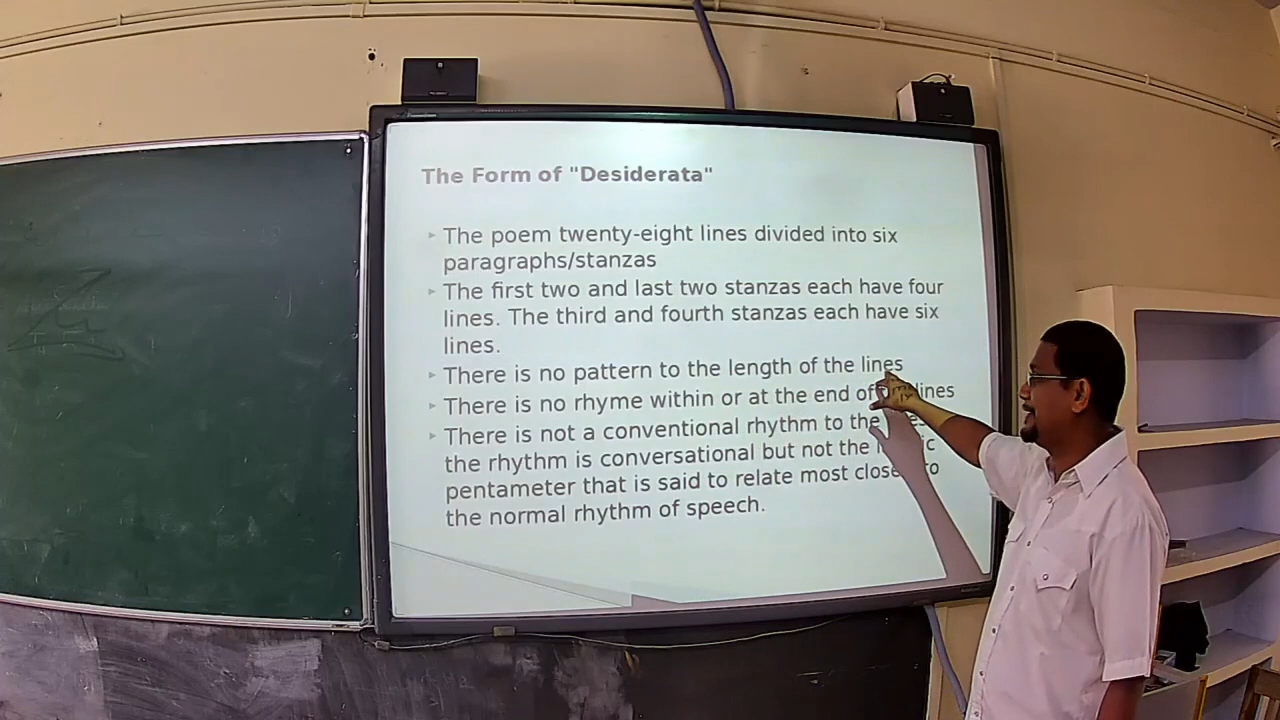 The Form of "Desiderata"
The poem twenty-eight lines divided into six
paragraphs/stanzas
The first two and last two stanzas each have four
lines. The third and fourth stanzas each have six
lines.
There is no pattern to the length of the lines
There is no rhyme within or at the end of lines
There is not a conventional rhythm to the
the rhythm is conversational but not the
pentameter that is said to relate most to
the normal rhythm of speech.